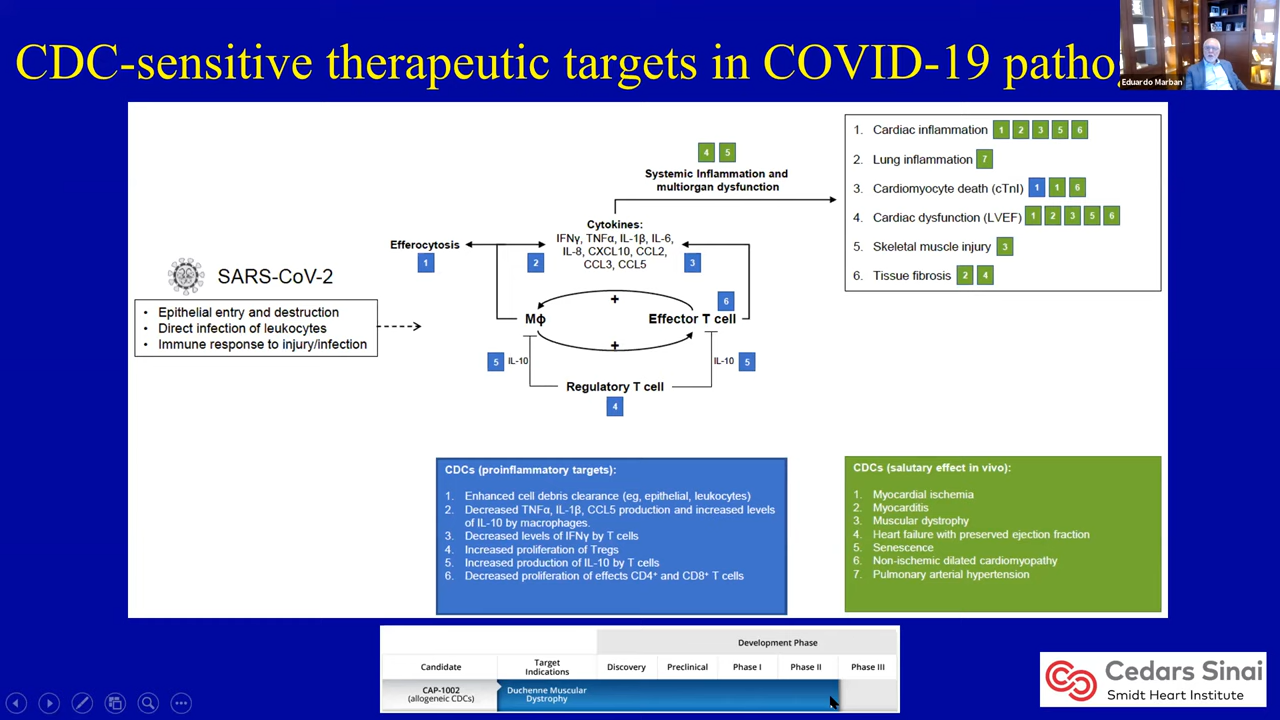 CDC-sensitive therapeutic targets in COVID-19
Eduardo Marban
SARS-CoV-2
• Epithelial entry and destruction
• Direct infection of leukocytes
• Immune response to injury/infection
4 5
Systemic Inflammation and
multiorgan dysfunction
Cytokines:
IFNγ, TNFα, IL-1β, IL-6,
IL-8, CXCL10, CCL2,
CCL3, CCL5
Efferocytosis
1
2
3
+
6
Mϕ
Effector T cell
+
5 IL-10
IL-10 5
Regulatory T cell
4
1. Cardiac inflammation 1 2 3 5 6
2. Lung inflammation 7
3. Cardiomyocyte death (cTnI) 1 1 6
4. Cardiac dysfunction (LVEF) 1 2 3 5 6
5. Skeletal muscle injury 3
6. Tissue fibrosis 2 4
CDCs (proinflammatory targets):
1. Enhanced cell debris clearance (eg, epithelial, leukocytes)
2. Decreased TNFα, IL-1β, CCL5 production and increased levels
of IL-10 by macrophages.
3. Decreased levels of IFNγ by T cells
4. Increased proliferation of Tregs
5. Increased production of IL-10 by T cells
6. Decreased proliferation of effects CD4⁺ and CD8⁺ T cells
CDCs (salutary effect in vivo):
1. Myocardial ischemia
2. Myocarditis
3. Muscular dystrophy
4. Heart failure with preserved ejection fraction
5. Senescence
6. Non-ischemic dilated cardiomyopathy
7. Pulmonary arterial hypertension
Development Phase
Candidate
Target
Indications
Discovery
Preclinical
Phase I
Phase II
Phase III
CAP-1002
(allogeneic CDCs)
Duchenne Muscular
Dystrophy
Cedars Sinai
Smidt Heart Institute